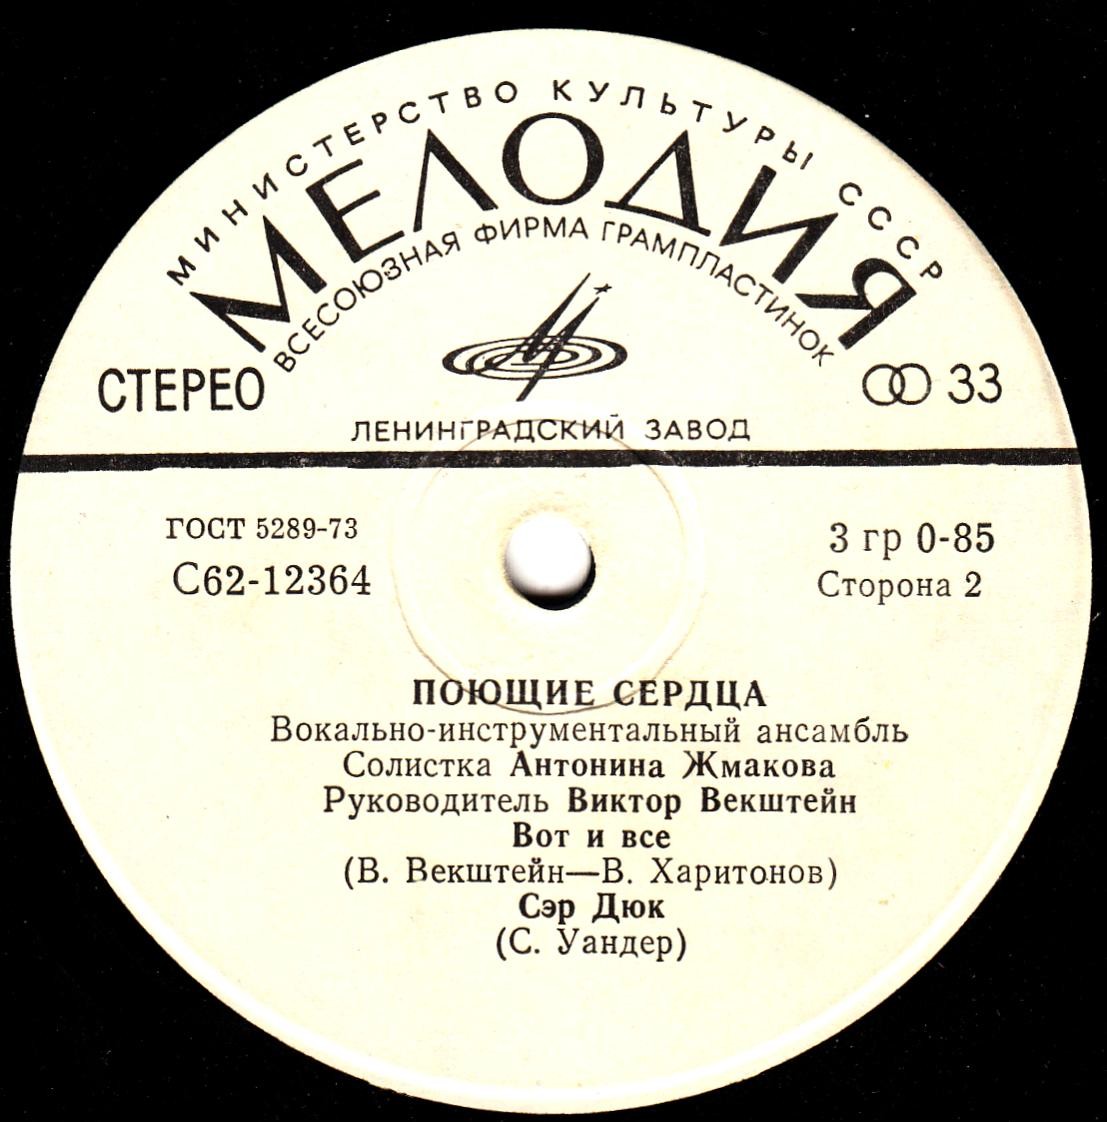 МИНИСТЕРСТВО КУЛЬТУРЫ СССР
МЕЛОДИЯ
ВСЕСОЮЗНАЯ ФИРМА ГРАМПЛАСТИНОК
СТЕРЕО
33
ЛЕНИНГРАДСКИЙ ЗАВОД
ГОСТ 5289-73
3 гр 0-85
С62-12364
Сторона 2
ПОЮЩИЕ СЕРДЦА
Вокально-инструментальный ансамбль
Солистка Антонина Жмакова
Руководитель Виктор Векштейн
Вот и все
(В. Векштейн—В. Харитонов)
Сэр Дюк
(С. Уандер)